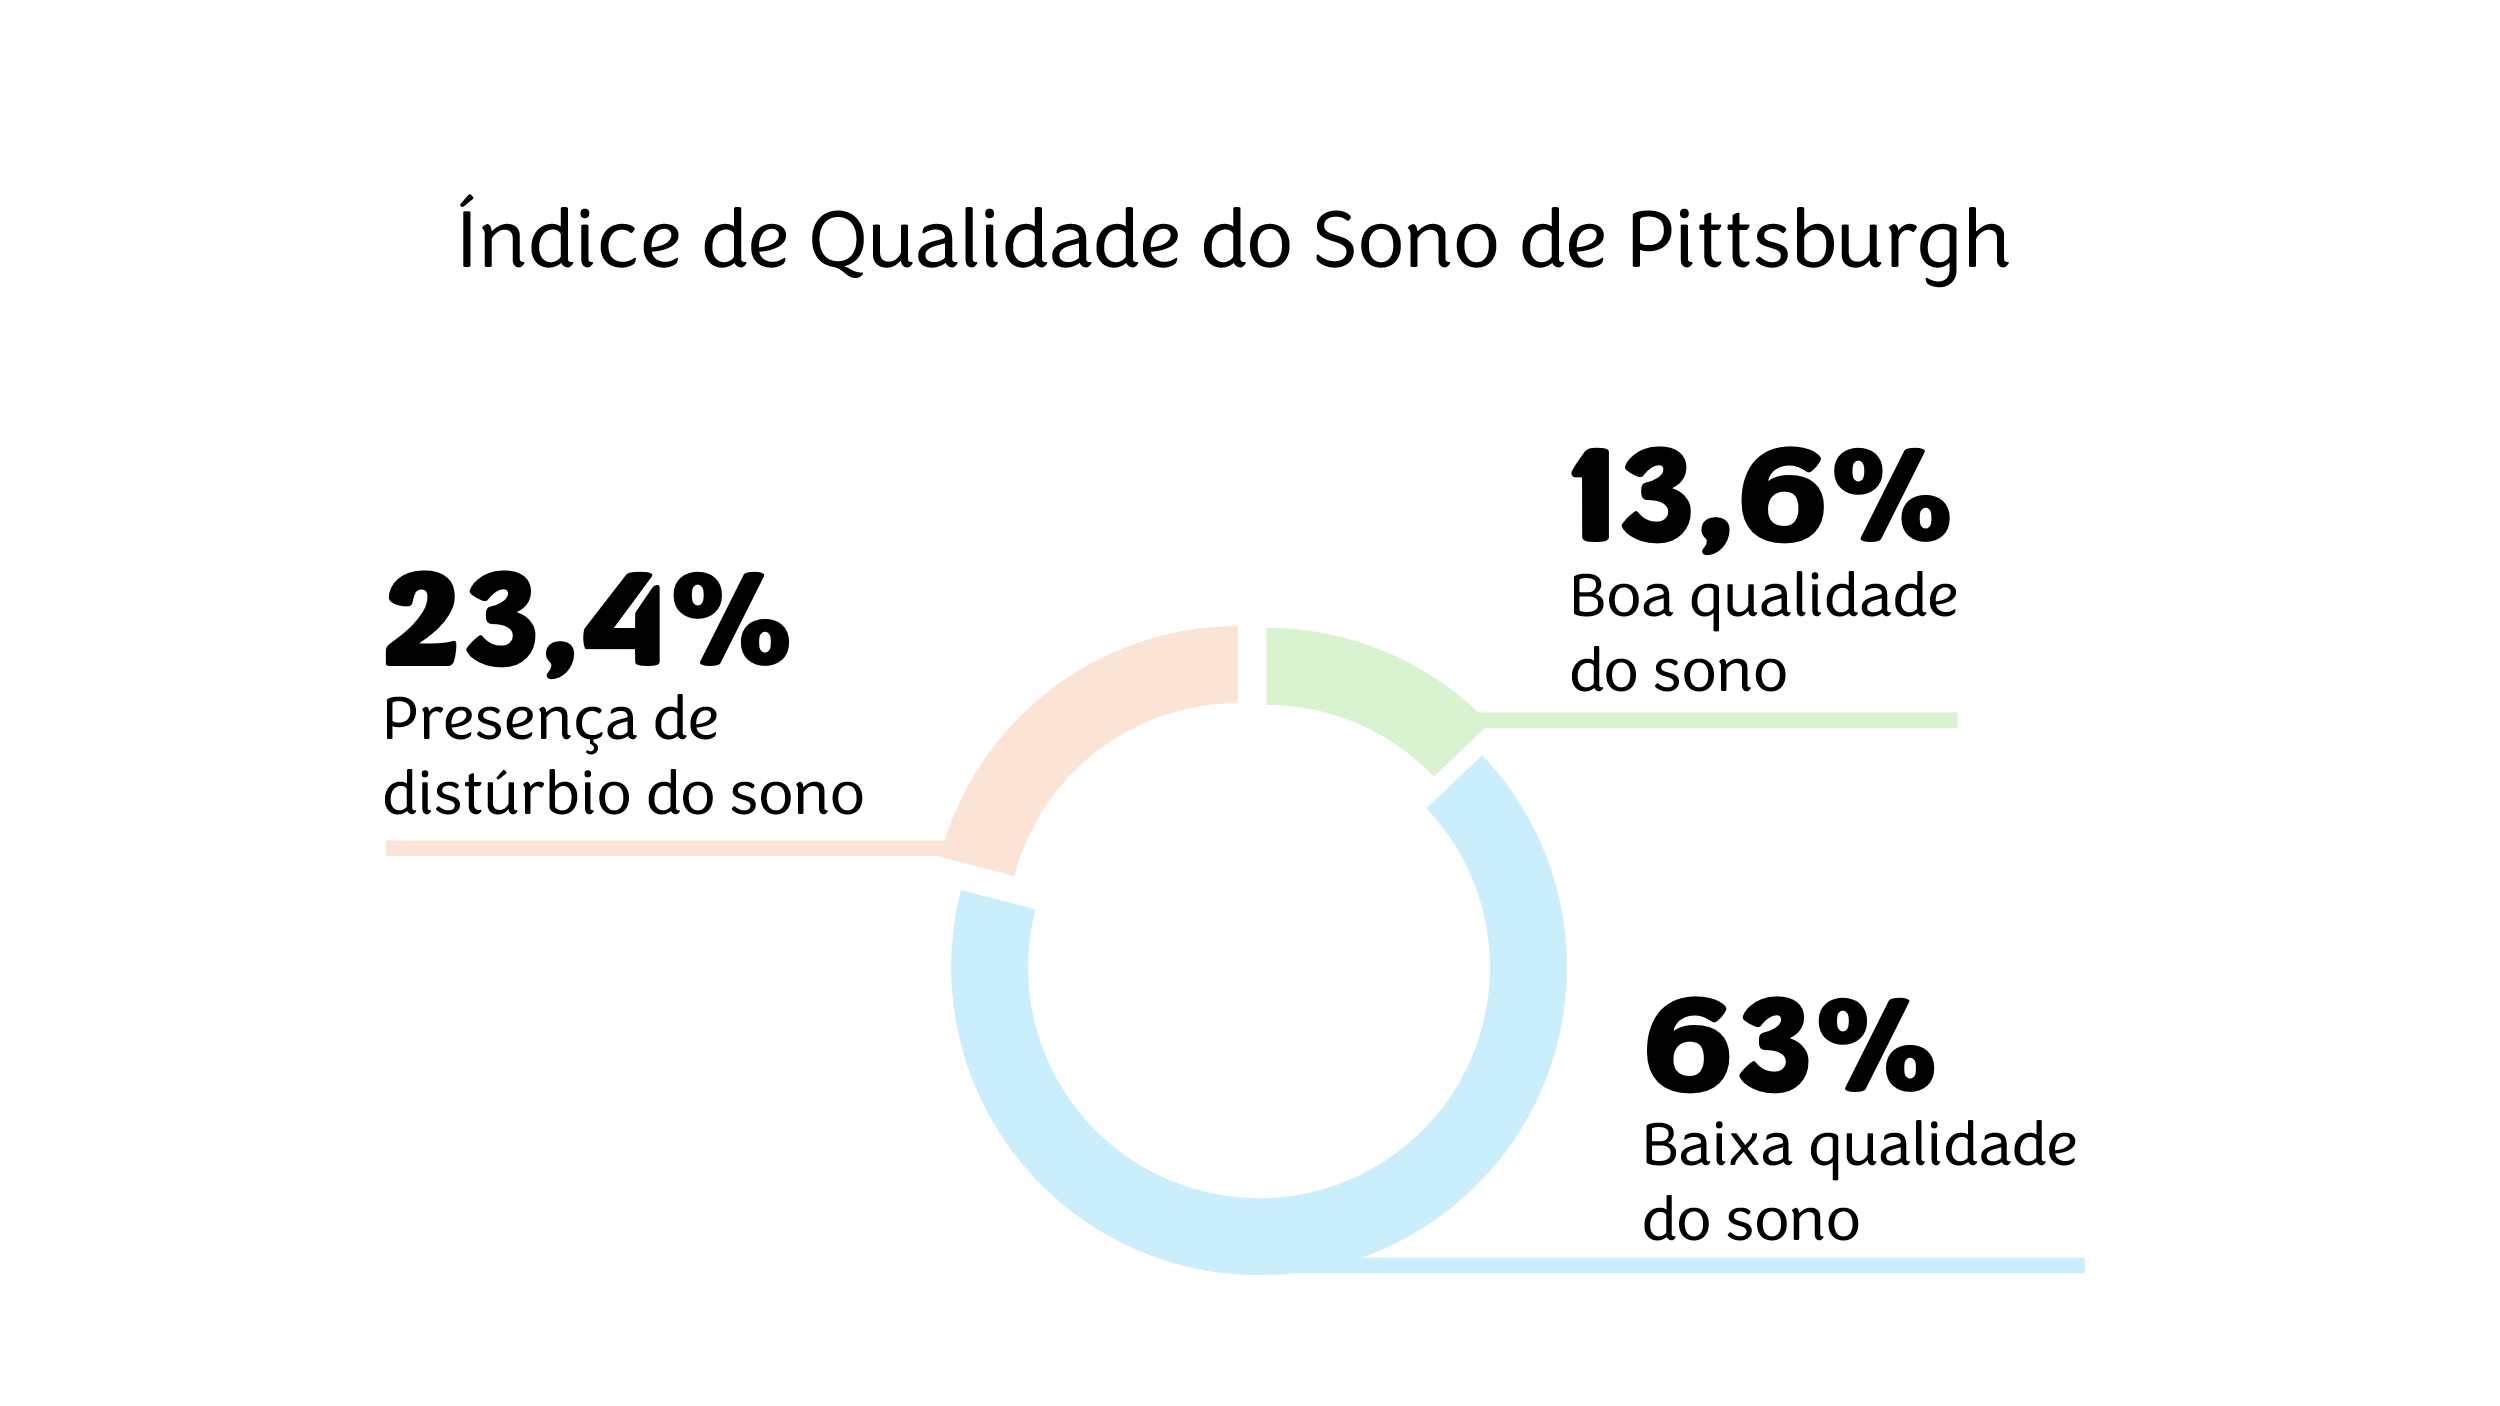 Índice de Qualidade do Sono de Pittsburgh
13,6%
Boa qualidade
do sono
23,4%
Presença de
distúrbio do sono
63%
Baixa qualidade
do sono